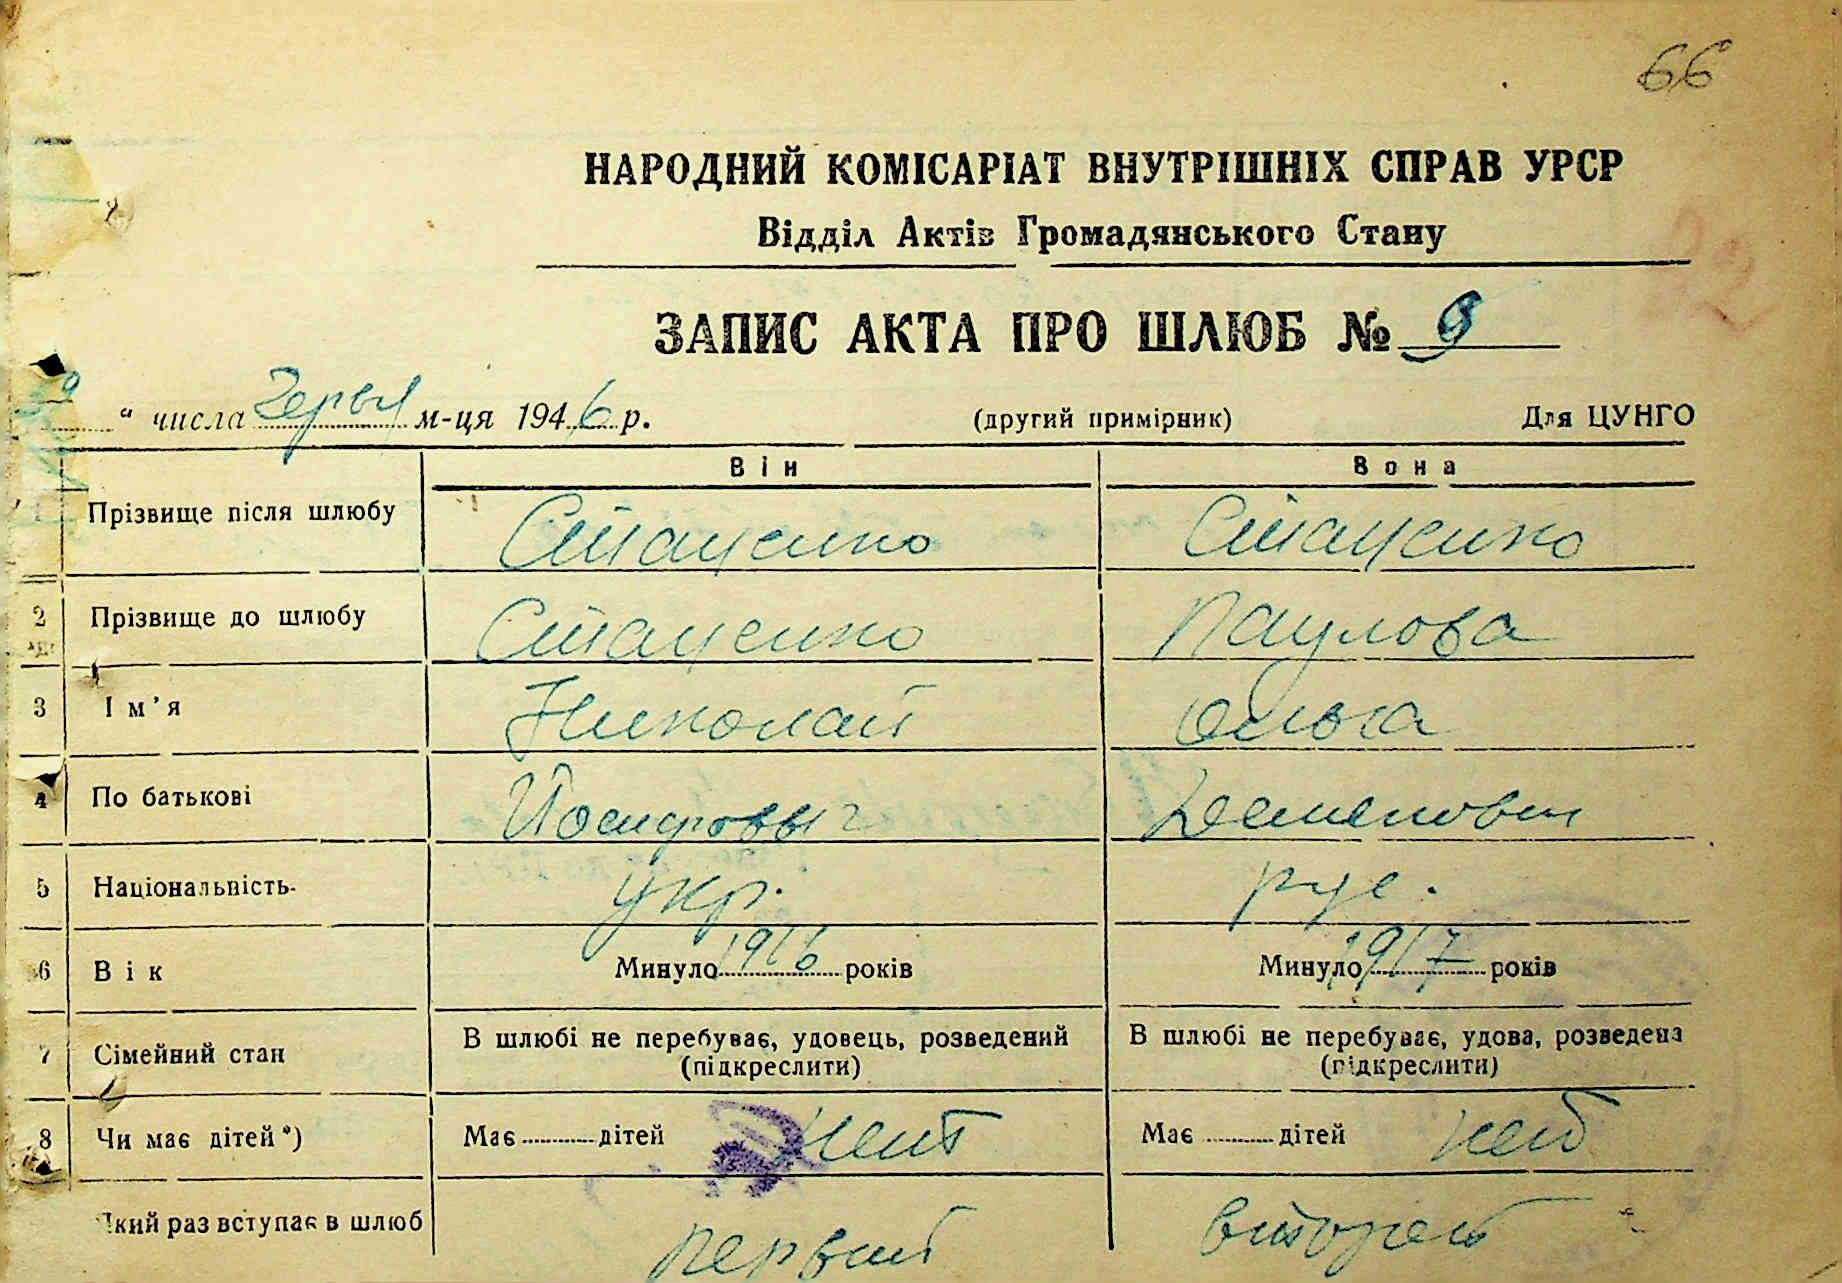 66
НАРОДНИЙ КОМІСАРІАТ ВНУТРІШНІХ СПРАВ УРСР
Відділ Актів Громадянського Стану
22
ЗАПИС АКТА ПРО ШЛЮБ № 9
“ числа м-ця 1946 р. (другий примірник) Для ЦУНГО
Він Вона
1 Прізвище після шлюбу Стаценко Стаценко
2 Прізвище до шлюбу Стаценко Паулова
3 Ім’я Николай Ольга
4 По батькові Йосифовыч
5 Національність укр. рус.
6 Вік Минуло 1916 років Минуло 1917 років
7 Сімейний стан В шлюбі не перебуває, удовець, розведений (підкреслити) В шлюбі не перебуває, удова, розведена (підкреслити)
8 Чи має дітей*) Має дітей нет Має дітей нет
Який раз вступає в шлюб первый второй